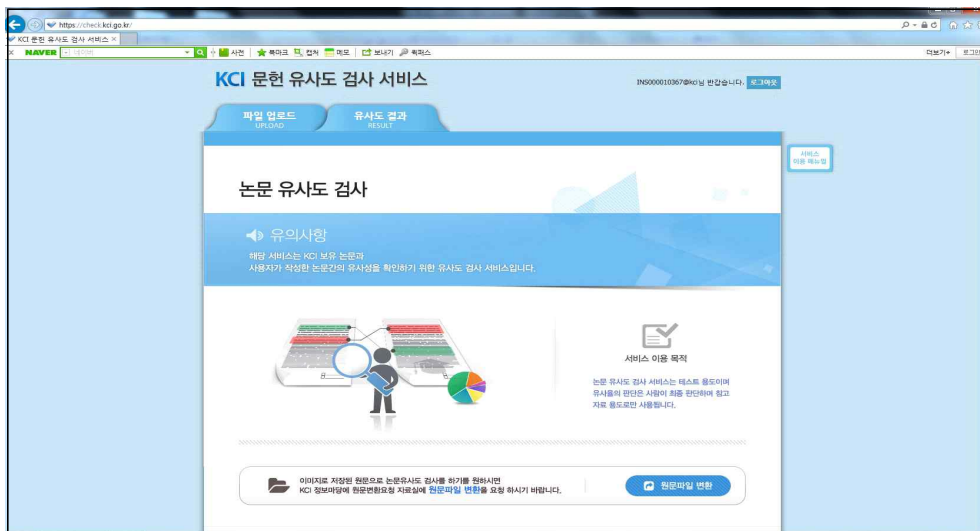 https://check.kci.go.kr/
KCI 문헌 유사도 검사 서비스
NAVER 네이버 사전 북마크 캡처 메모 보내기 퀵패스 더보기+
KCI 문헌 유사도 검사 서비스
INS000010367@kci님 반갑습니다. 로그아웃
파일 업로드
UPLOAD
유사도 결과
RESULT
서비스
이용 매뉴얼
논문 유사도 검사
유의사항
해당 서비스는 KCI 보유 논문과
사용자가 작성한 논문간의 유사성을 확인하기 위한 유사도 검사 서비스입니다.
서비스 이용 목적
논문 유사도 검사 서비스는 테스트 용도이며
유사율의 판단은 사람이 최종 판단하며 참고
자료 용도로만 사용됩니다.
이미지로 저장된 원문으로 논문유사도 검사를 하기를 원하시면
KCI 정보마당에 원문변환요청 자료실에 원문파일 변환을 요청 하시기 바랍니다.
원문파일 변환